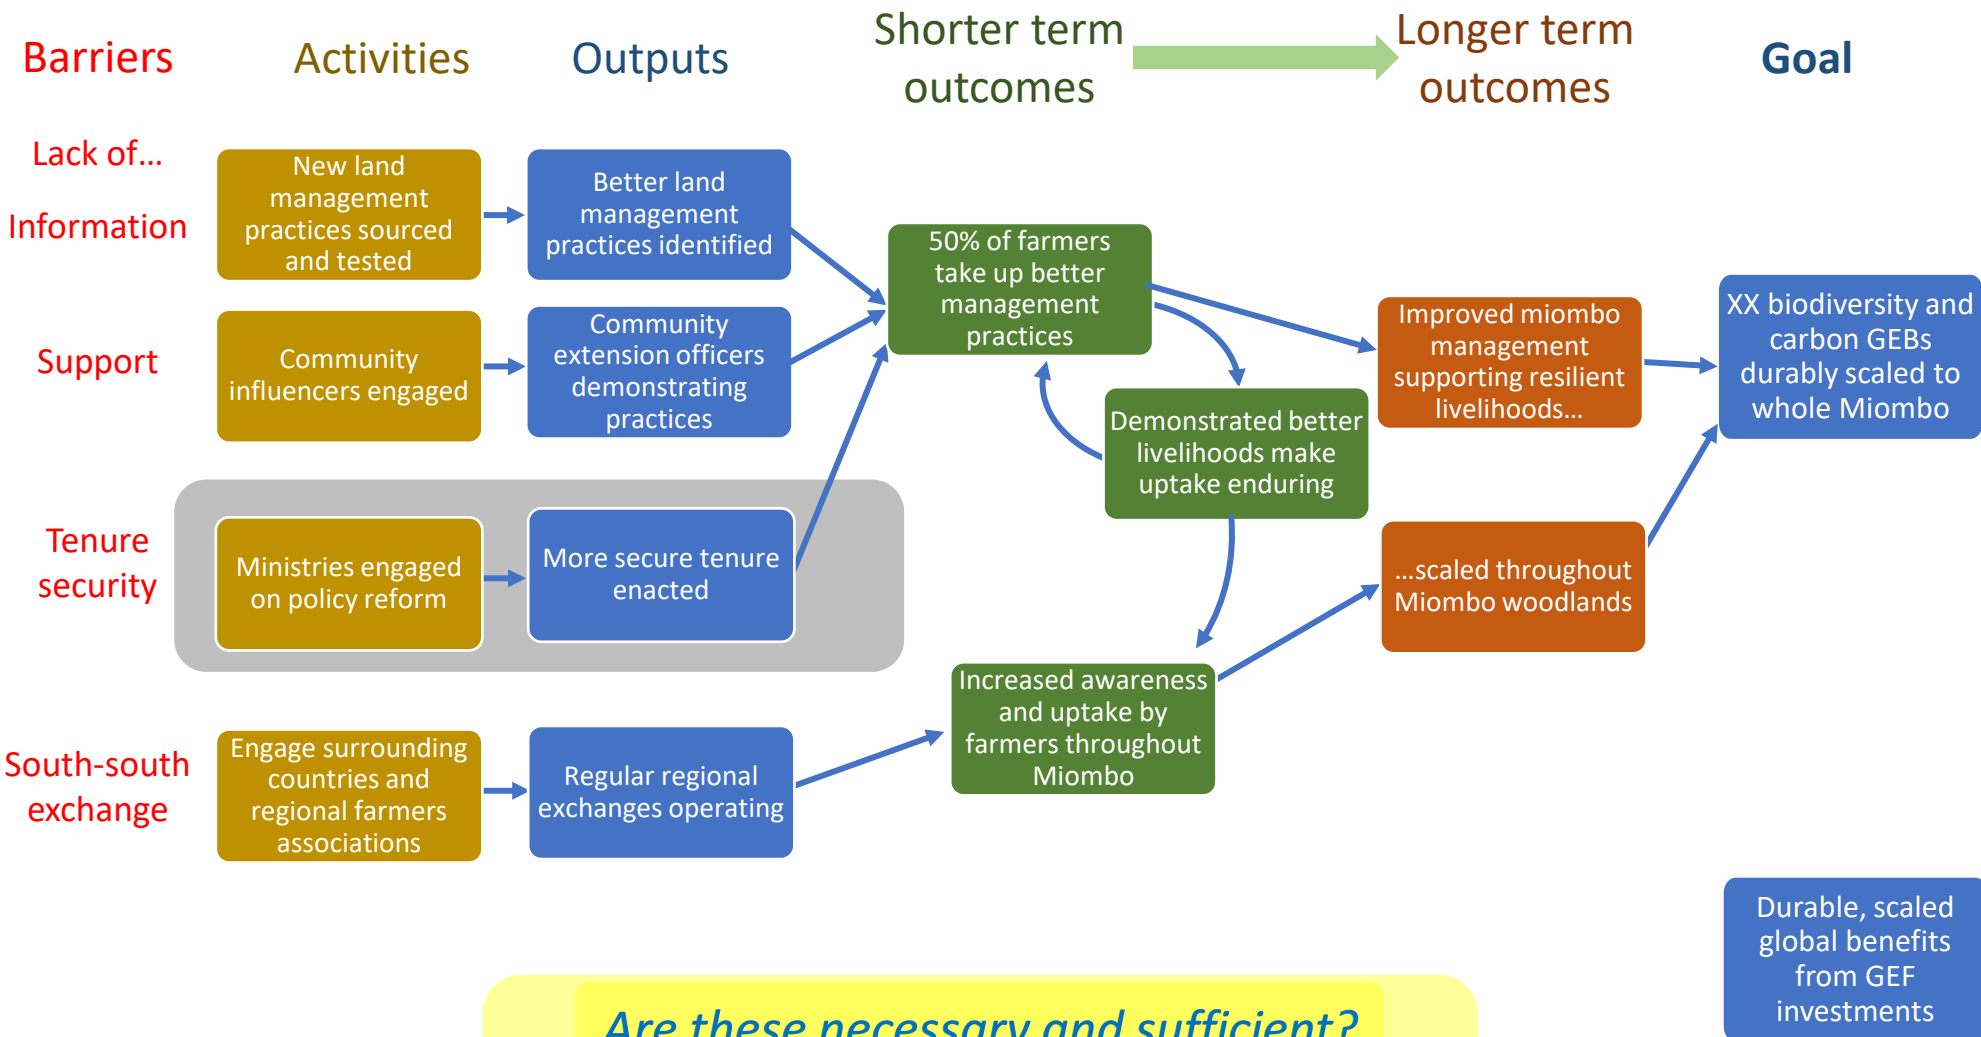 Barriers
Activities
Outputs
Shorter term
outcomes
Longer term
outcomes
Goal
Lack of...
Information
Support
Tenure
security
South-south
exchange
New land
management
practices sourced
and tested
Better land
management
practices identified
Community
influencers engaged
Community
extension officers
demonstrating
practices
Ministries engaged
on policy reform
More secure tenure
enacted
Engage surrounding
countries and
regional farmers
associations
Regular regional
exchanges operating
50% of farmers
take up better
management
practices
Demonstrated better
livelihoods make
uptake enduring
Increased awareness
and uptake by
farmers throughout
Miombo
Improved miombo
management
supporting resilient
livelihoods...
...scaled throughout
Miombo woodlands
XX biodiversity and
carbon GEBs
durably scaled to
whole Miombo
Durable, scaled
global benefits
from GEF
investments
Are these necessary and sufficient?